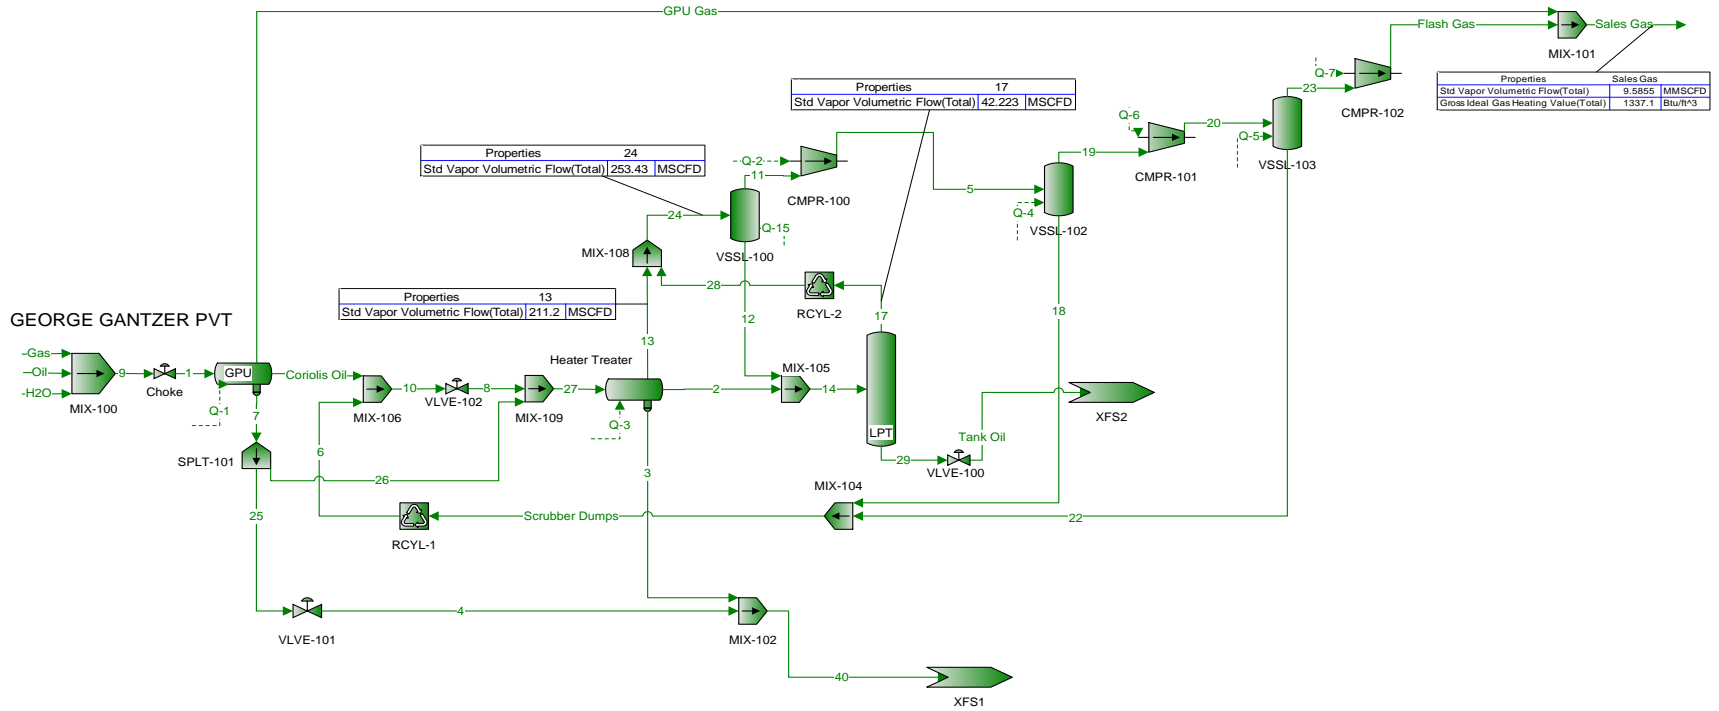 GPU Gas
Flash Gas
Sales Gas
MIX-101
Q-7
23
CMPR-102
Properties Sales Gas
Std Vapor Volumetric Flow(Total) 9.5855 MMSCFD
Gross Ideal Gas Heating Value(Total) 1337.1 Btu/ft^3
Properties 17
Std Vapor Volumetric Flow(Total) 42.223 MSCFD
Q-6
20
Q-5
19
CMPR-101
VSSL-103
Properties 24
Std Vapor Volumetric Flow(Total) 253.43 MSCFD
Q-2
11
CMPR-100
5
Q-4
VSSL-102
24
Q-15
MIX-108
VSSL-100
28
RCYL-2
17
18
Properties 13
Std Vapor Volumetric Flow(Total) 211.2 MSCFD
12
13
GEORGE GANTZER PVT
Gas
Oil
H2O
9
1
MIX-100
Choke
GPU
Q-1
Coriolis Oil
10
8
MIX-106
VLVE-102
27
MIX-109
Heater Treater
Q-3
2
MIX-105
14
LPT
XFS2
7
SPLT-101
6
26
3
29
VLVE-100
Tank Oil
MIX-104
25
RCYL-1
Scrubber Dumps
22
VLVE-101
4
MIX-102
40
XFS1